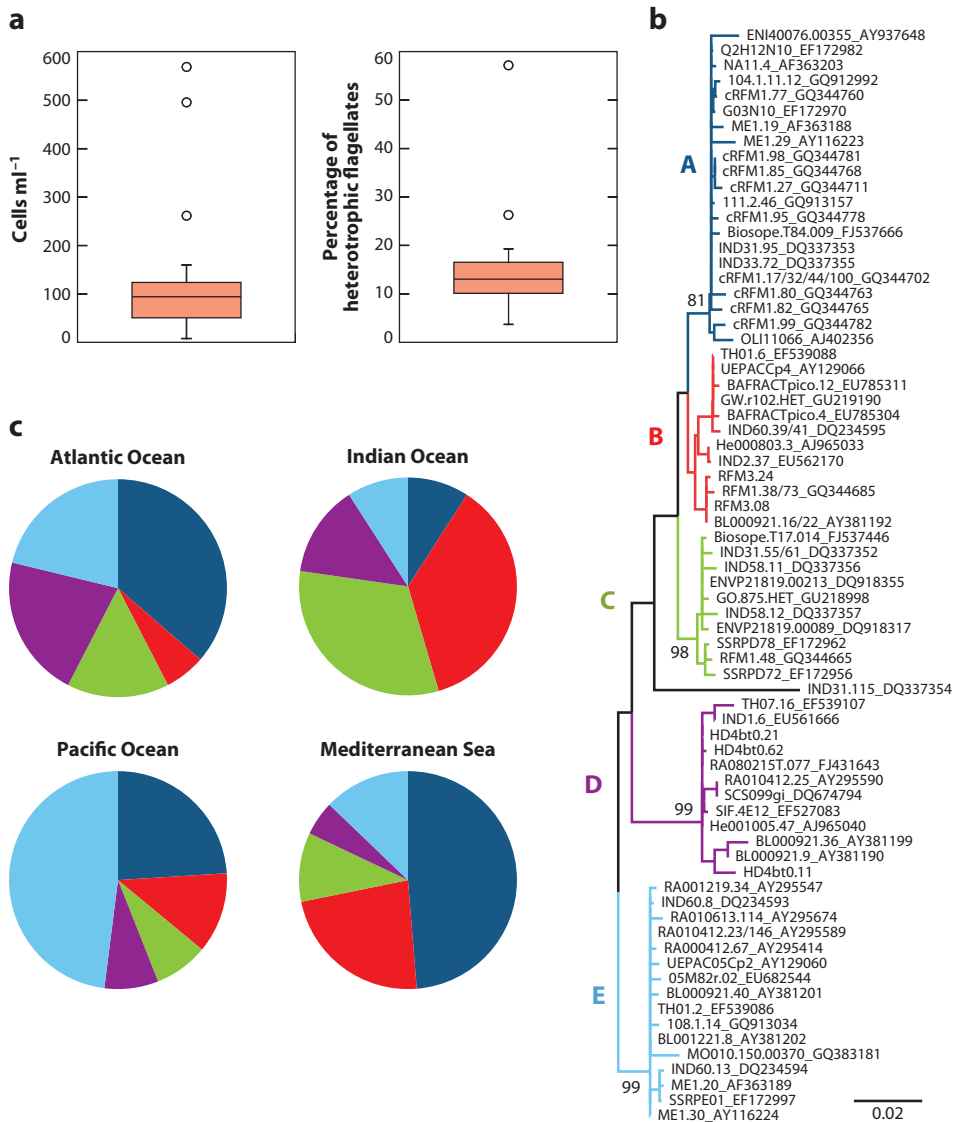 a
600
500
400
300
200
100
0
Cells ml⁻¹
60
50
40
30
20
10
0
Percentage of
heterotrophic flagellates
b
ENI40076.00355_AY937648
Q2H12N10_EF172982
NA11.4_AF363203
104.1.11.12_GQ912992
cRFM1.77_GQ344760
G03N10_EF172970
ME1.19_AF363188
ME1.29_AY116223
cRFM1.98_GQ344781
cRFM1.85_GQ344768
cRFM1.27_GQ344711
111.2.46_GQ913157
cRFM1.95_GQ344778
Biosope.T84.009_FJ537666
IND31.95_DQ337353
IND33.72_DQ337355
cRFM1.17/32/44/100_GQ344702
cRFM1.80_GQ344763
cRFM1.82_GQ344765
cRFM1.99_GQ344782
OLI11066_AJ402356
A
81
TH01.6_EF539088
UEPACCp4_AY129066
BAFRACTpico.12_EU785311
GW.r102.HET_GU219190
BAFRACTpico.4_EU785304
IND60.39/41_DQ234595
He000803.3_AJ965033
IND2.37_EU562170
RFM3.24
RFM1.38/73_GQ344685
RFM3.08
BL000921.16/22_AY381192
B
Biosope.T17.014_FJ537446
IND31.55/61_DQ337352
IND58.11_DQ337356
ENVP21819.00213_DQ918355
GO.875.HET_GU218998
IND58.12_DQ337357
ENVP21819.00089_DQ918317
SSRPD78_EF172962
RFM1.48_GQ344665
SSRPD72_EF172956
C
98
IND31.115_DQ337354
TH07.16_EF539107
IND1.6_EU561666
HD4bt0.21
HD4bt0.62
RA080215T.077_FJ431643
RA010412.25_AY295590
SCS099gi_DQ674794
SIF.4E12_EF527083
He001005.47_AJ965040
BL000921.36_AY381199
BL000921.9_AY381190
HD4bt0.11
D
99
RA001219.34_AY295547
IND60.8_DQ234593
RA010613.114_AY295674
RA010412.23/146_AY295589
RA000412.67_AY295414
UEPAC05Cp2_AY129060
05M82r.02_EU682544
BL000921.40_AY381201
TH01.2_EF539086
108.1.14_GQ913034
BL001221.8_AY381202
MO010.150.00370_GQ383181
IND60.13_DQ234594
ME1.20_AF363189
SSRPE01_EF172997
ME1.30_AY116224
E
99
0.02
c
Atlantic Ocean
Indian Ocean
Pacific Ocean
Mediterranean Sea